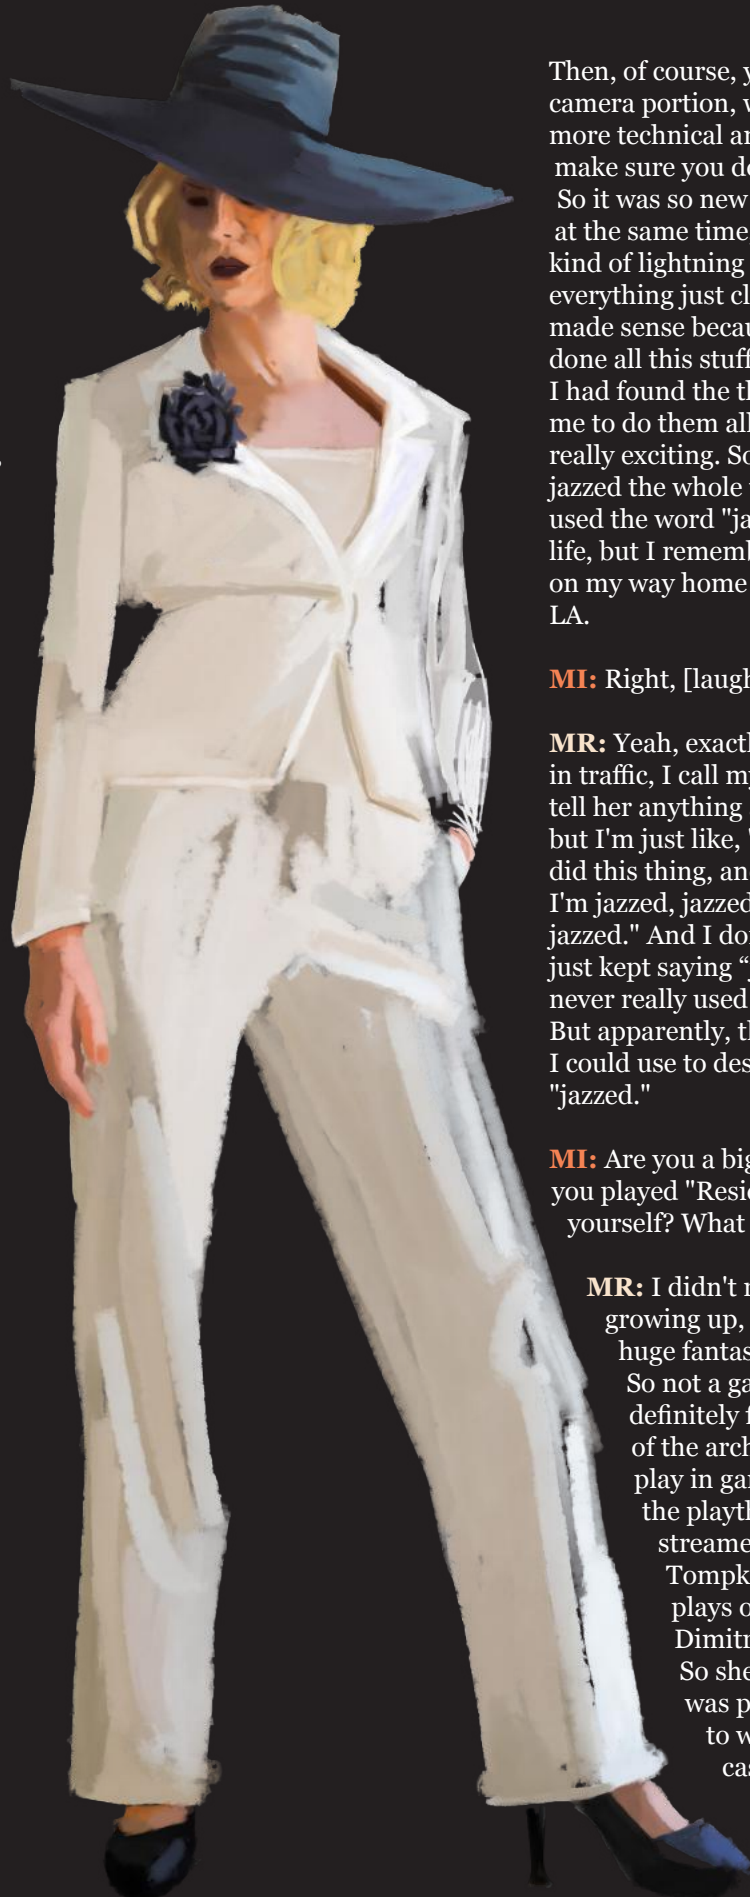 Then, of course, y
camera portion, w
more technical an
make sure you do
So it was so new
at the same time,
kind of lightning
everything just cl
made sense becau
done all this stuff
I had found the th
me to do them all
really exciting. So
jazzed the whole
used the word "ja
life, but I rememb
on my way home
LA.
MI: Right, [laugh
MR: Yeah, exactl
in traffic, I call my
tell her anything
but I'm just like, "
did this thing, and
I'm jazzed, jazzed
jazzed." And I don
just kept saying “j
never really used
But apparently, th
I could use to des
"jazzed."
MI: Are you a big
you played "Resid
yourself? What
MR: I didn't r
growing up,
huge fantas
So not a ga
definitely f
of the arch
play in gan
the playth
streame
Tompk
plays o
Dimitr
So she
was p
to w
cas